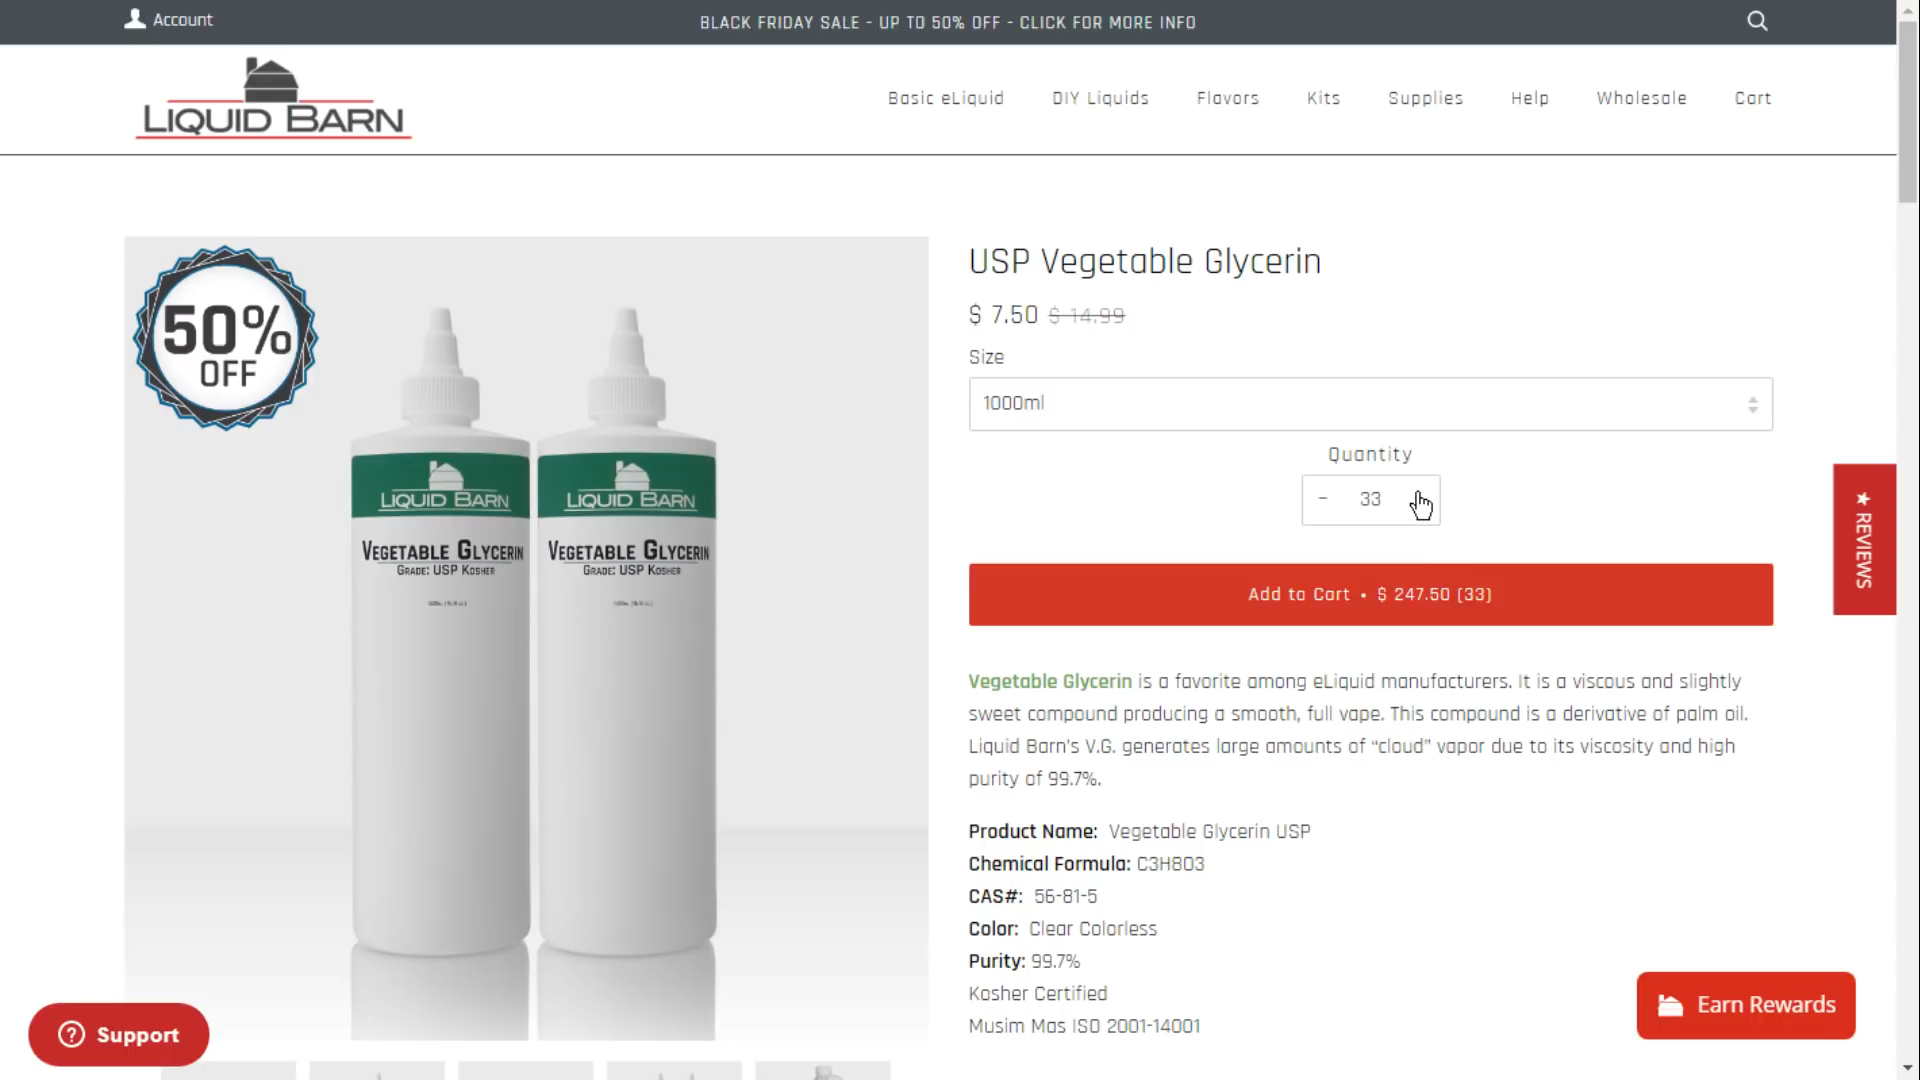 Account
BLACK FRIDAY SALE - UP TO 50% OFF - CLICK FOR MORE INFO
LIQUID BARN
Basic eLiquid
DIY Liquids
Flavors
Kits
Supplies
Help
Wholesale
Cart
50%
OFF
LIQUID BARN
VEGETABLE GLYCERIN
GRADE: USP KOSHER
LIQUID BARN
VEGETABLE GLYCERIN
GRADE: USP KOSHER
USP Vegetable Glycerin
$ 7.50 $ 14.99
Size
1000ml
Quantity
- 33
Add to Cart • $ 247.50 (33)
★ REVIEWS
Vegetable Glycerin is a favorite among eLiquid manufacturers. It is a viscous and slightly
sweet compound producing a smooth, full vape. This compound is a derivative of palm oil.
Liquid Barn's V.G. generates large amounts of “cloud” vapor due to its viscosity and high
purity of 99.7%.
Product Name: Vegetable Glycerin USP
Chemical Formula: C3H8O3
CAS#: 56-81-5
Color: Clear Colorless
Purity: 99.7%
Kosher Certified
Musim Mas ISO 2001-14001
Support
Earn Rewards